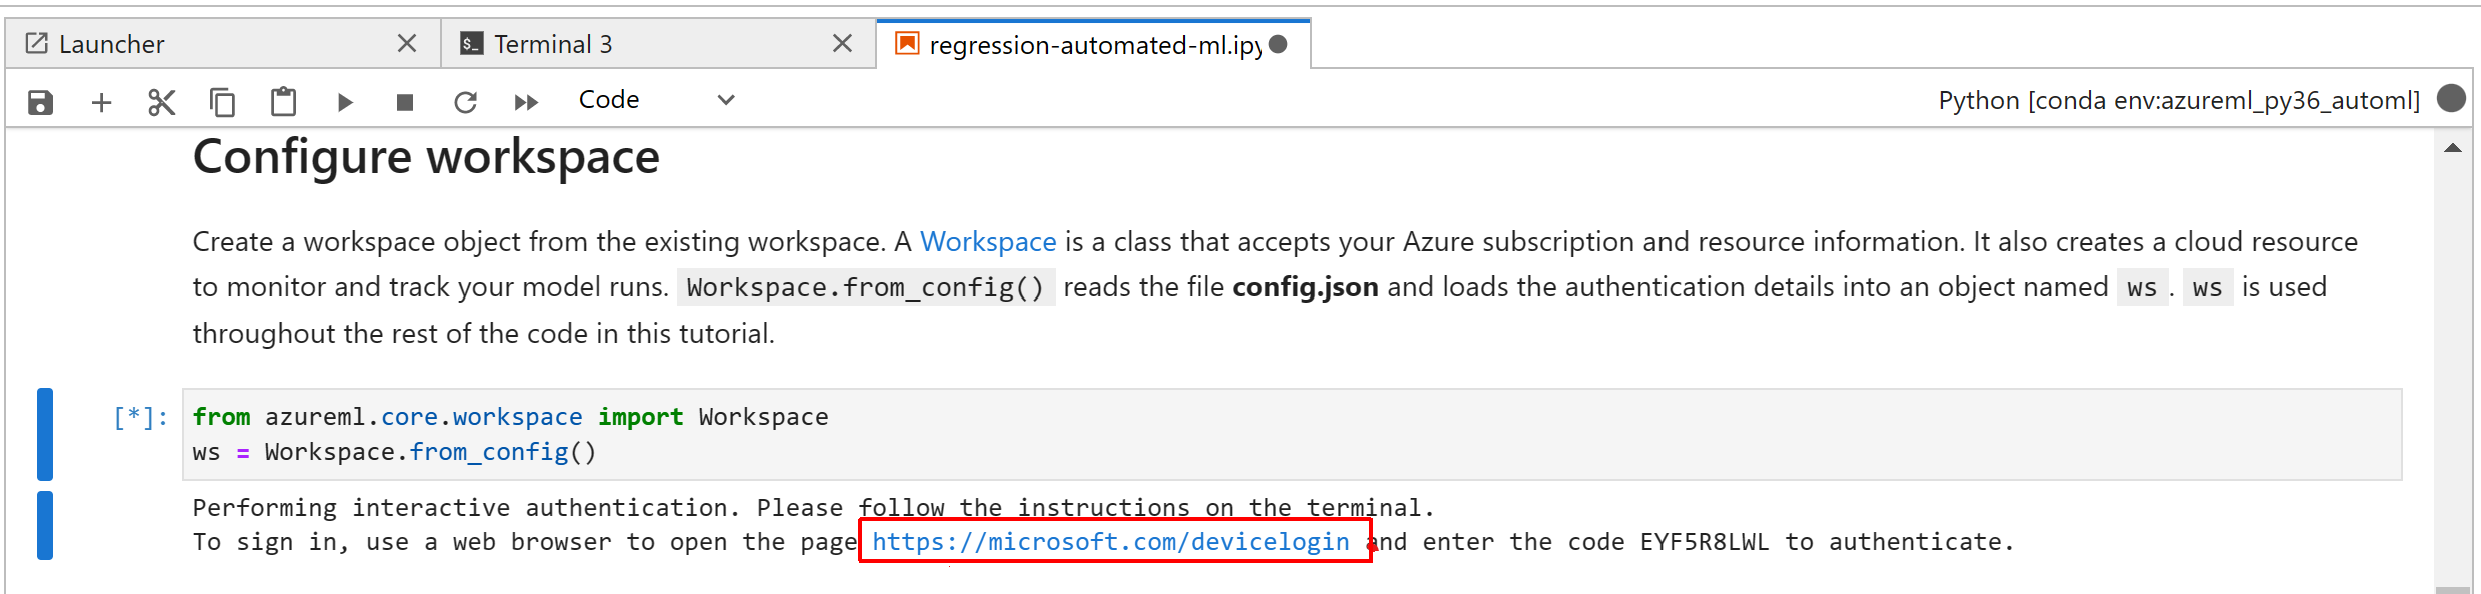 Launcher
Terminal 3
regression-automated-ml.ipy
Code
Python [conda env:azureml_py36_automl]
Configure workspace
Create a workspace object from the existing workspace. A Workspace is a class that accepts your Azure subscription and resource information. It also creates a cloud resource
to monitor and track your model runs. Workspace.from_config() reads the file config.json and loads the authentication details into an object named ws. ws is used
throughout the rest of the code in this tutorial.
[*]: from azureml.core.workspace import Workspace
ws = Workspace.from_config()
Performing interactive authentication. Please follow the instructions on the terminal.
To sign in, use a web browser to open the page https://microsoft.com/devicelogin and enter the code EYF5R8LWL to authenticate.